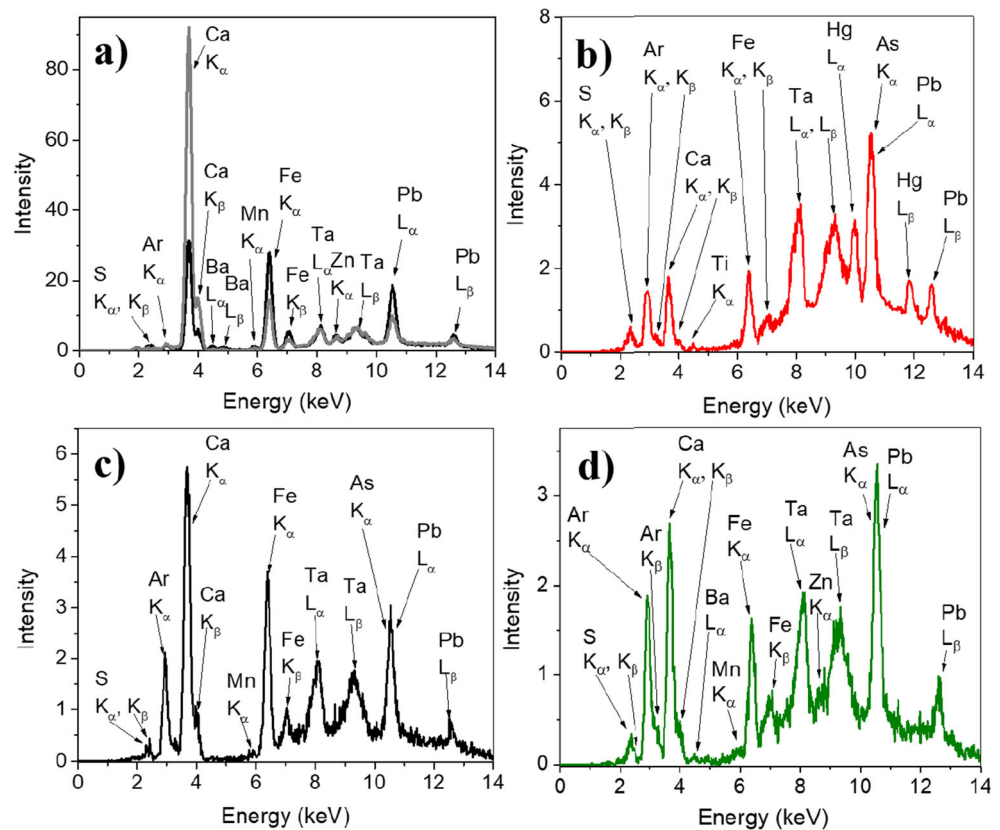 a)
Ca
Kα
Ca
Kβ
Ar
Kα
S
Kα, Kβ
Ba
Lα
Ba
Lβ
Mn
Kα
Fe
Kα
Fe
Kβ
Ta
Lα
Zn
Kα
Ta
Lβ
Pb
Lα
Pb
Lβ
80
60
40
20
0
Intensity
0 2 4 6 8 10 12 14
Energy (keV)
b)
S
Kα, Kβ
Ar
Kα, Kβ
Ca
Kα, Kβ
Ti
Kα
Fe
Kα, Kβ
Ta
Lα, Lβ
Hg
Lα
As
Kα
Pb
Lα
Hg
Lβ
Pb
Lβ
8
6
4
2
0
Intensity
0 2 4 6 8 10 12 14
Energy (keV)
c)
S
Kα, Kβ
Ar
Kα
Ca
Kα
Ca
Kβ
Mn
Kα
Fe
Kα
Fe
Kβ
Ta
Lα
Ta
Lβ
As
Kα
Pb
Lα
Pb
Lβ
6
5
4
3
2
1
0
Intensity
0 2 4 6 8 10 12 14
Energy (keV)
d)
Ar
Kα
S
Kα, Kβ
Ar
Kβ
Ca
Kα, Kβ
Ba
Lα
Mn
Kα
Fe
Kα
Fe
Kβ
Ta
Lα
Ta
Lβ
Zn
Kα
As
Kα
Pb
Lα
Pb
Lβ
3
2
1
0
Intensity
0 2 4 6 8 10 12 14
Energy (keV)